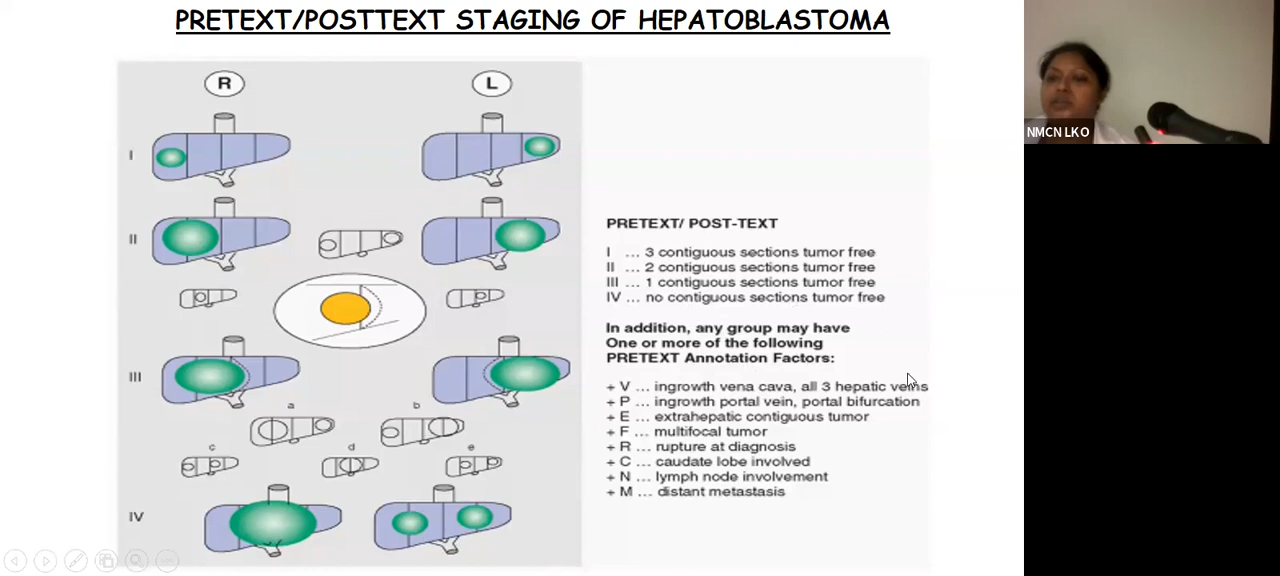 PRETEXT/POSTTEXT STAGING OF HEPATOBLASTOMA
R
L
I
II
III
a
b
c
d
e
IV
PRETEXT/ POST-TEXT
I ... 3 contiguous sections tumor free
II ... 2 contiguous sections tumor free
III ... 1 contiguous sections tumor free
IV ... no contiguous sections tumor free
In addition, any group may have
One or more of the following
PRETEXT Annotation Factors:
+ V ... ingrowth vena cava, all 3 hepatic veins
+ P ... ingrowth portal vein, portal bifurcation
+ E ... extrahepatic contiguous tumor
+ F ... multifocal tumor
+ R ... rupture at diagnosis
+ C ... caudate lobe involved
+ N ... lymph node involvement
+ M ... distant metastasis
NMCN LKO